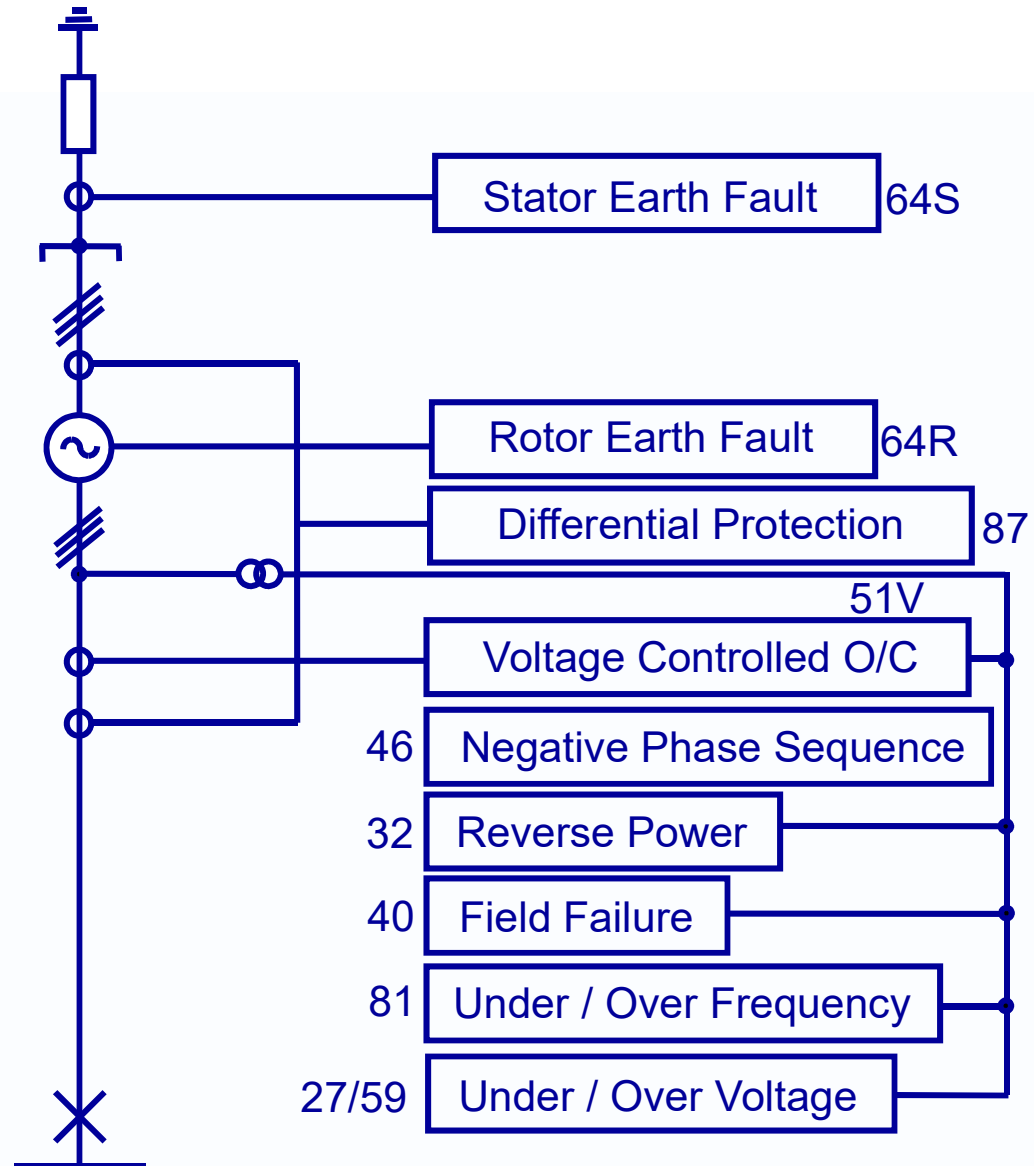 Stator Earth Fault 64S
Rotor Earth Fault 64R
Differential Protection 87
51V
Voltage Controlled O/C
46 Negative Phase Sequence
32 Reverse Power
40 Field Failure
81 Under / Over Frequency
27/59 Under / Over Voltage